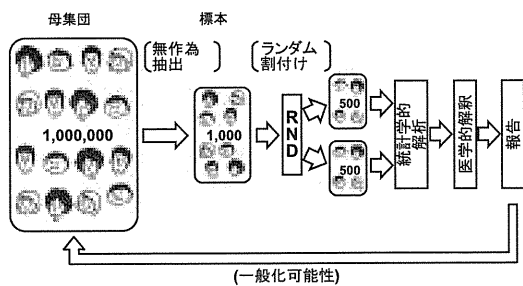 母集団
標本
無作為
抽出
ランダム
割付け
1,000,000
1,000
RND
500
500
統計学的
解析
医学的解釈
報告
(一般化可能性)